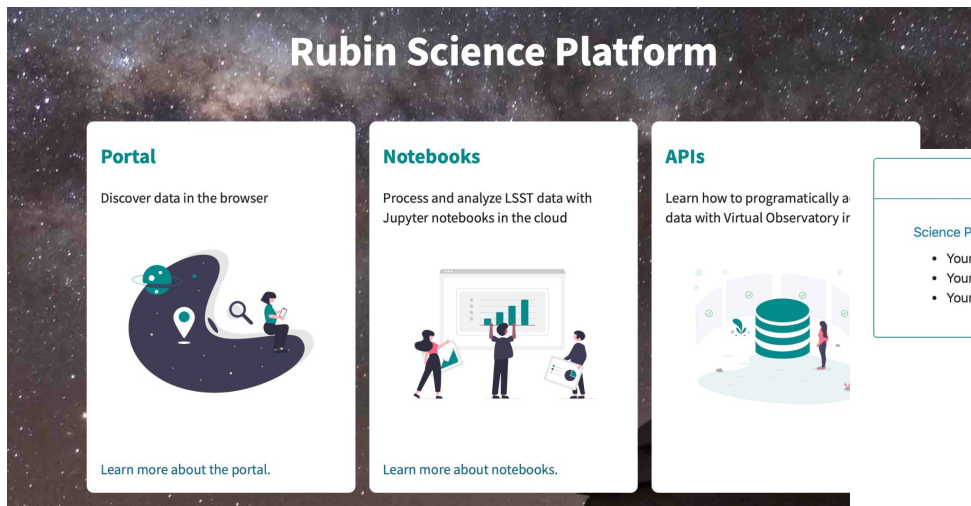 Rubin Science Platform
Portal
Discover data in the browser
Learn more about the portal.
Notebooks
Process and analyze LSST data with
Jupyter notebooks in the cloud
Learn more about notebooks.
APIs
Learn how to programatically
data with Virtual Observatory
Science
• Your
• Your
• Your